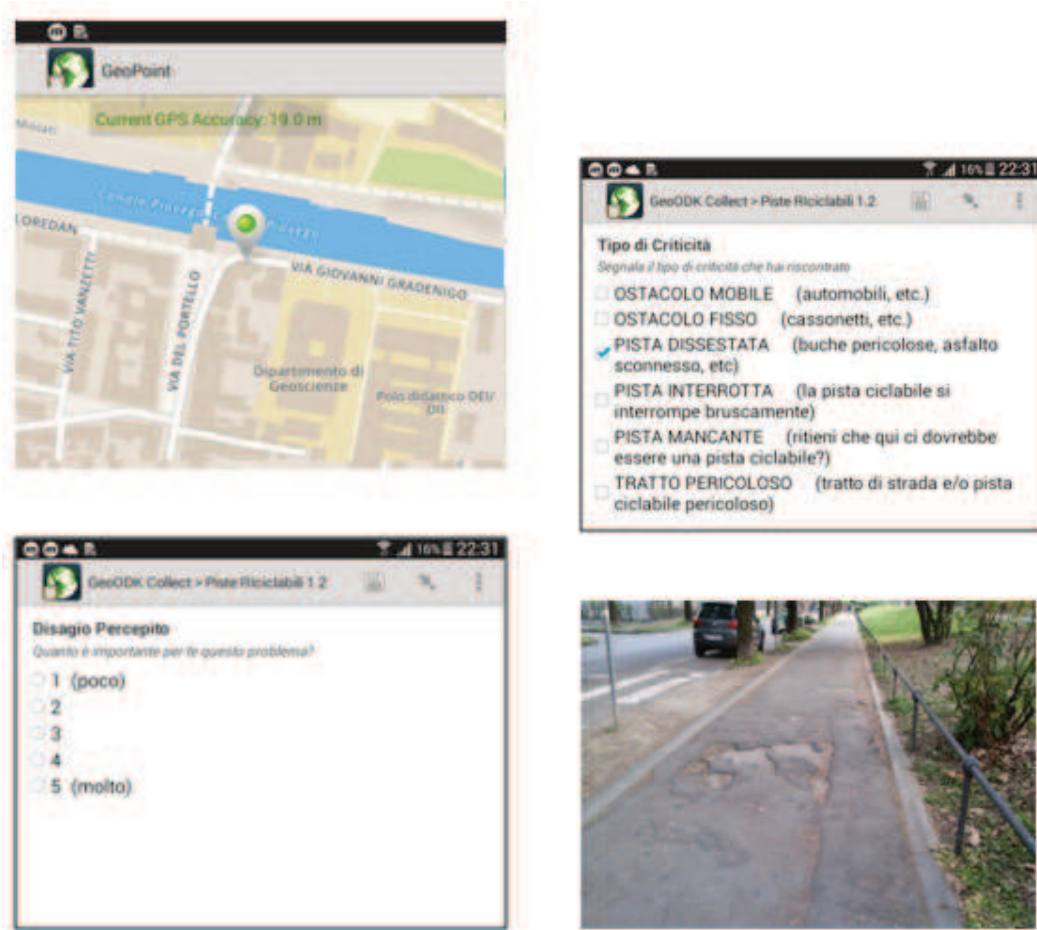 GeoPoint
Current GPS Accuracy: 19.0 m
LOREDAN
VIA TITO VANZETTI
VIA DEL PORTELLO
VIA GIOVANNI GRADENIGO
Dipartimento di
Geoscienze
Polo didattico DEI/
16% 22:31
GeoODK Collect > Piste Riciclabili 1.2
Tipo di Criticità
Segnala il tipo di criticità che hai riscontrato
OSTACOLO MOBILE (automobili, etc.)
OSTACOLO FISSO (cassonetti, etc.)
PISTA DISSESTATA (buche pericolose, asfalto
sconnesso, etc)
PISTA INTERROTTA (la pista ciclabile si
interrompe bruscamente)
PISTA MANCANTE (ritieni che qui ci dovrebbe
essere una pista ciclabile?)
TRATTO PERICOLOSO (tratto di strada e/o pista
ciclabile pericoloso)
16% 22:31
GeoODK Collect > Piste Riciclabili 1.2
Disagio Percepito
Quanto è importante per te questo problema?
1 (poco)
2
3
4
5 (molto)